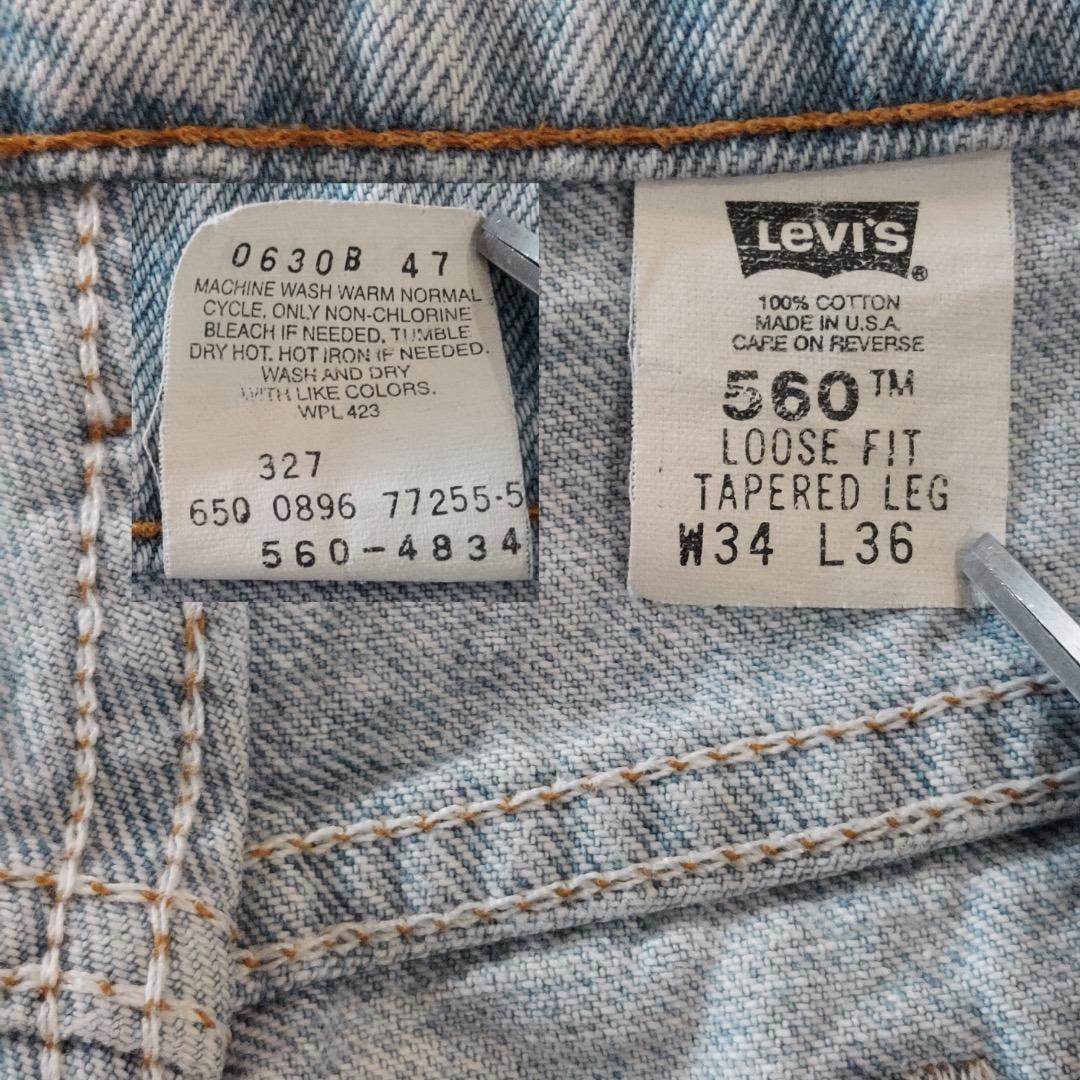 0630B 47
MACHINE WASH WARM NORMAL
CYCLE. ONLY NON-CHLORINE
BLEACH IF NEEDED. TUMBLE
DRY HOT. HOT IRON IF NEEDED.
WASH AND DRY
WITH LIKE COLORS.
WPL 423
327
650 0896 77255-5
560-4834
LEVI'S®
100% COTTON
MADE IN U.S.A.
CARE ON REVERSE
560™
LOOSE FIT
TAPERED LEG
W34 L36